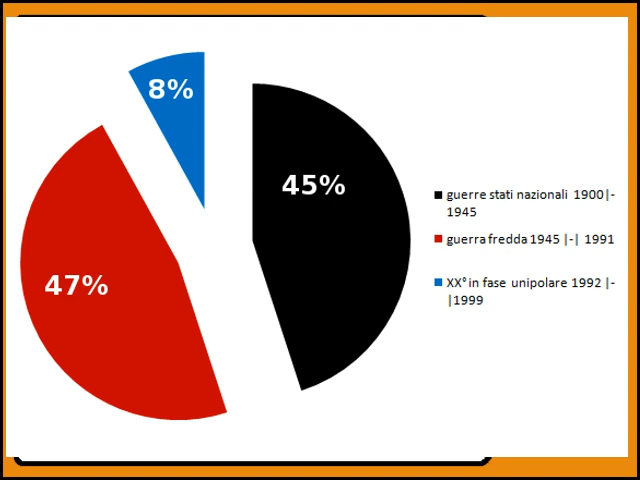 8%
45%
47%
guerre stati nazionali 1900|-
1945
guerra fredda 1945 |-| 1991
XX° in fase unipolare 1992 |-
|1999